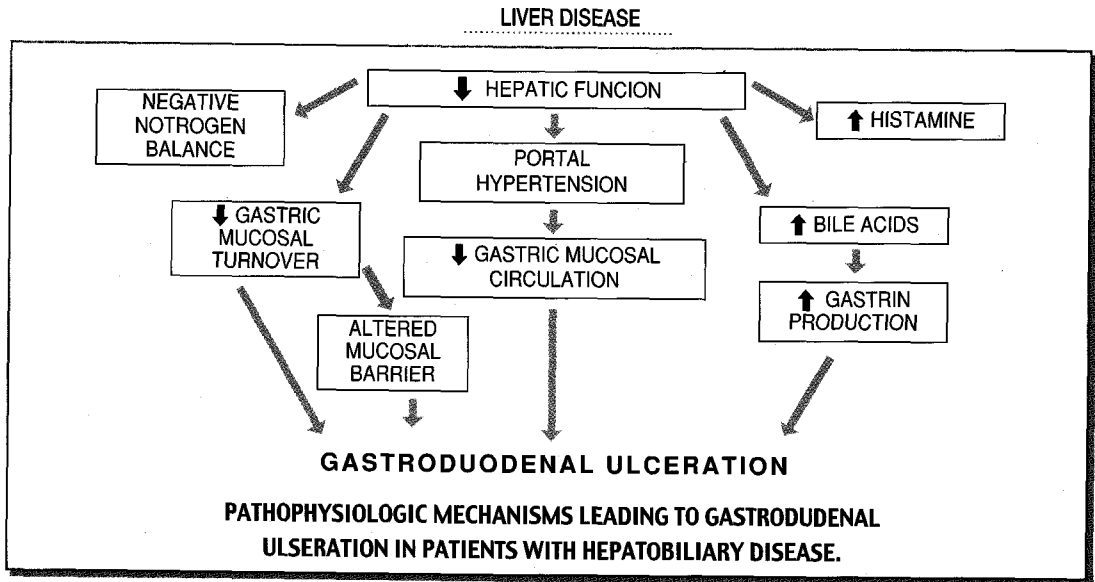 LIVER DISEASE
⬇ HEPATIC FUNCION
NEGATIVE
NOTROGEN
BALANCE
⬆ HISTAMINE
PORTAL
HYPERTENSION
⬇ GASTRIC
MUCOSAL
TURNOVER
⬆ BILE ACIDS
⬇ GASTRIC MUCOSAL
CIRCULATION
⬆ GASTRIN
PRODUCTION
ALTERED
MUCOSAL
BARRIER
GASTRODUODENAL ULCERATION
PATHOPHYSIOLOGIC MECHANISMS LEADING TO GASTRODUDENAL
ULSERATION IN PATIENTS WITH HEPATOBILIARY DISEASE.